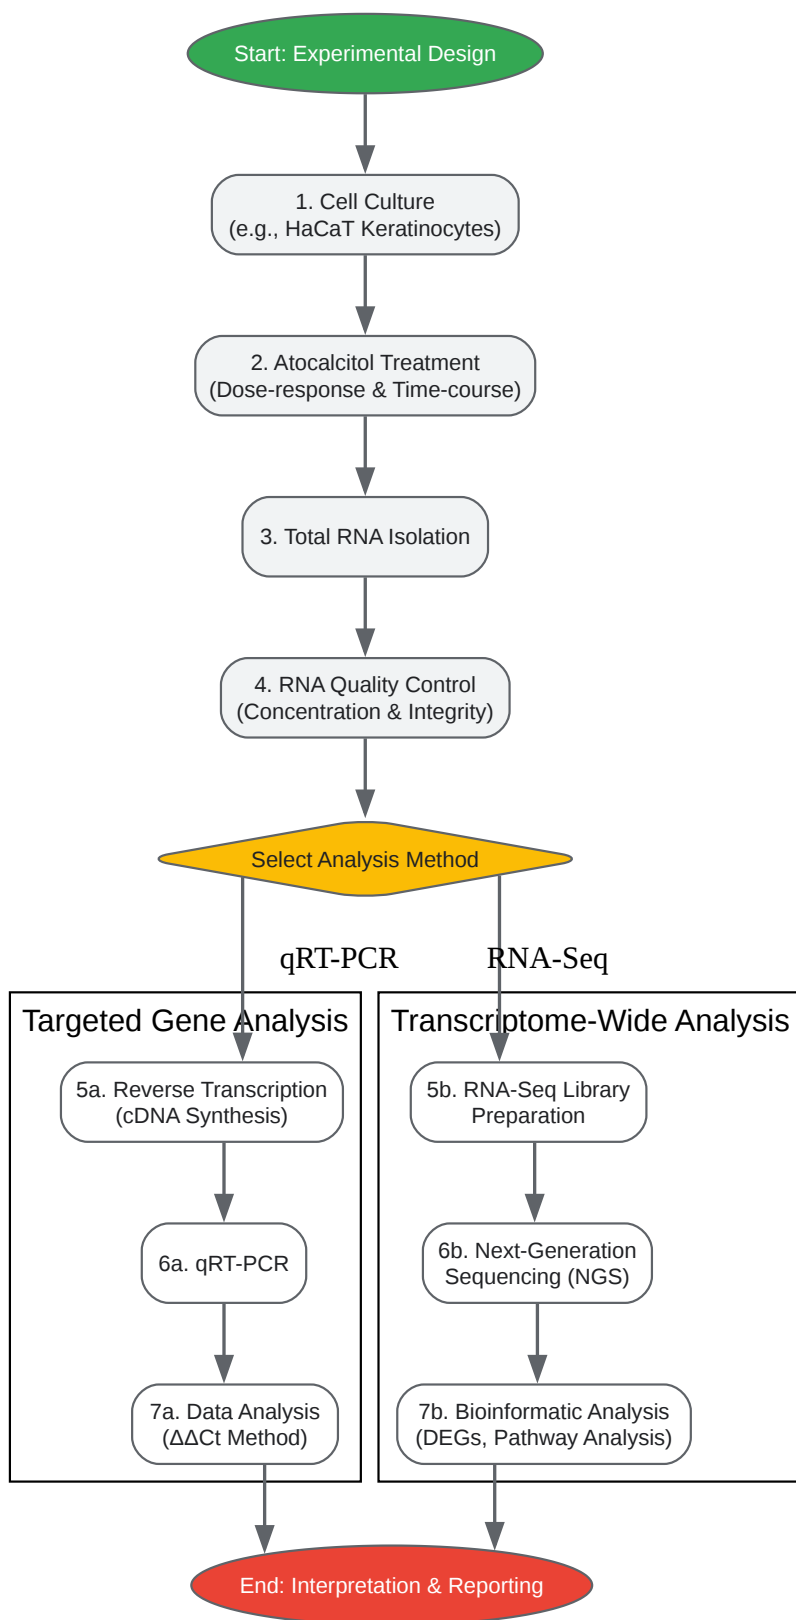 Start: Experimental Design
1. Cell Culture
(e.g., HaCaT Keratinocytes)
2. Atocalcitol Treatment
(Dose-response & Time-course)
3. Total RNA Isolation
4. RNA Quality Control
(Concentration & Integrity)
Select Analysis Method
qRT-PCR
RNA-Seq
Targeted Gene Analysis
5a. Reverse Transcription
(cDNA Synthesis)
6a. qRT-PCR
7a. Data Analysis
(ΔΔCt Method)
Transcriptome-Wide Analysis
5b. RNA-Seq Library
Preparation
6b. Next-Generation
Sequencing (NGS)
7b. Bioinformatic Analysis
(DEGs, Pathway Analysis)
End: Interpretation & Reporting